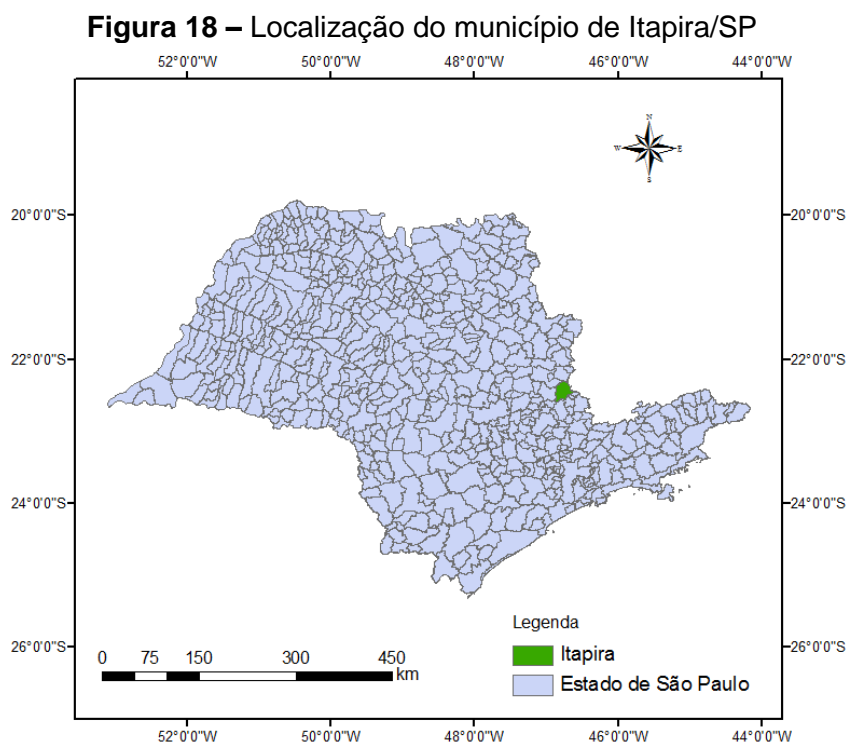 Figura 18 – Localização do município de Itapira/SP
52°0'0"W 50°0'0"W 48°0'0"W 46°0'0"W 44°0'0"W
N
W E
S
20°0'0"S 20°0'0"S
22°0'0"S 22°0'0"S
24°0'0"S 24°0'0"S
26°0'0"S 26°0'0"S
Legenda
Itapira
Estado de São Paulo
0 75 150 300 450
km
52°0'0"W 50°0'0"W 48°0'0"W 46°0'0"W 44°0'0"W